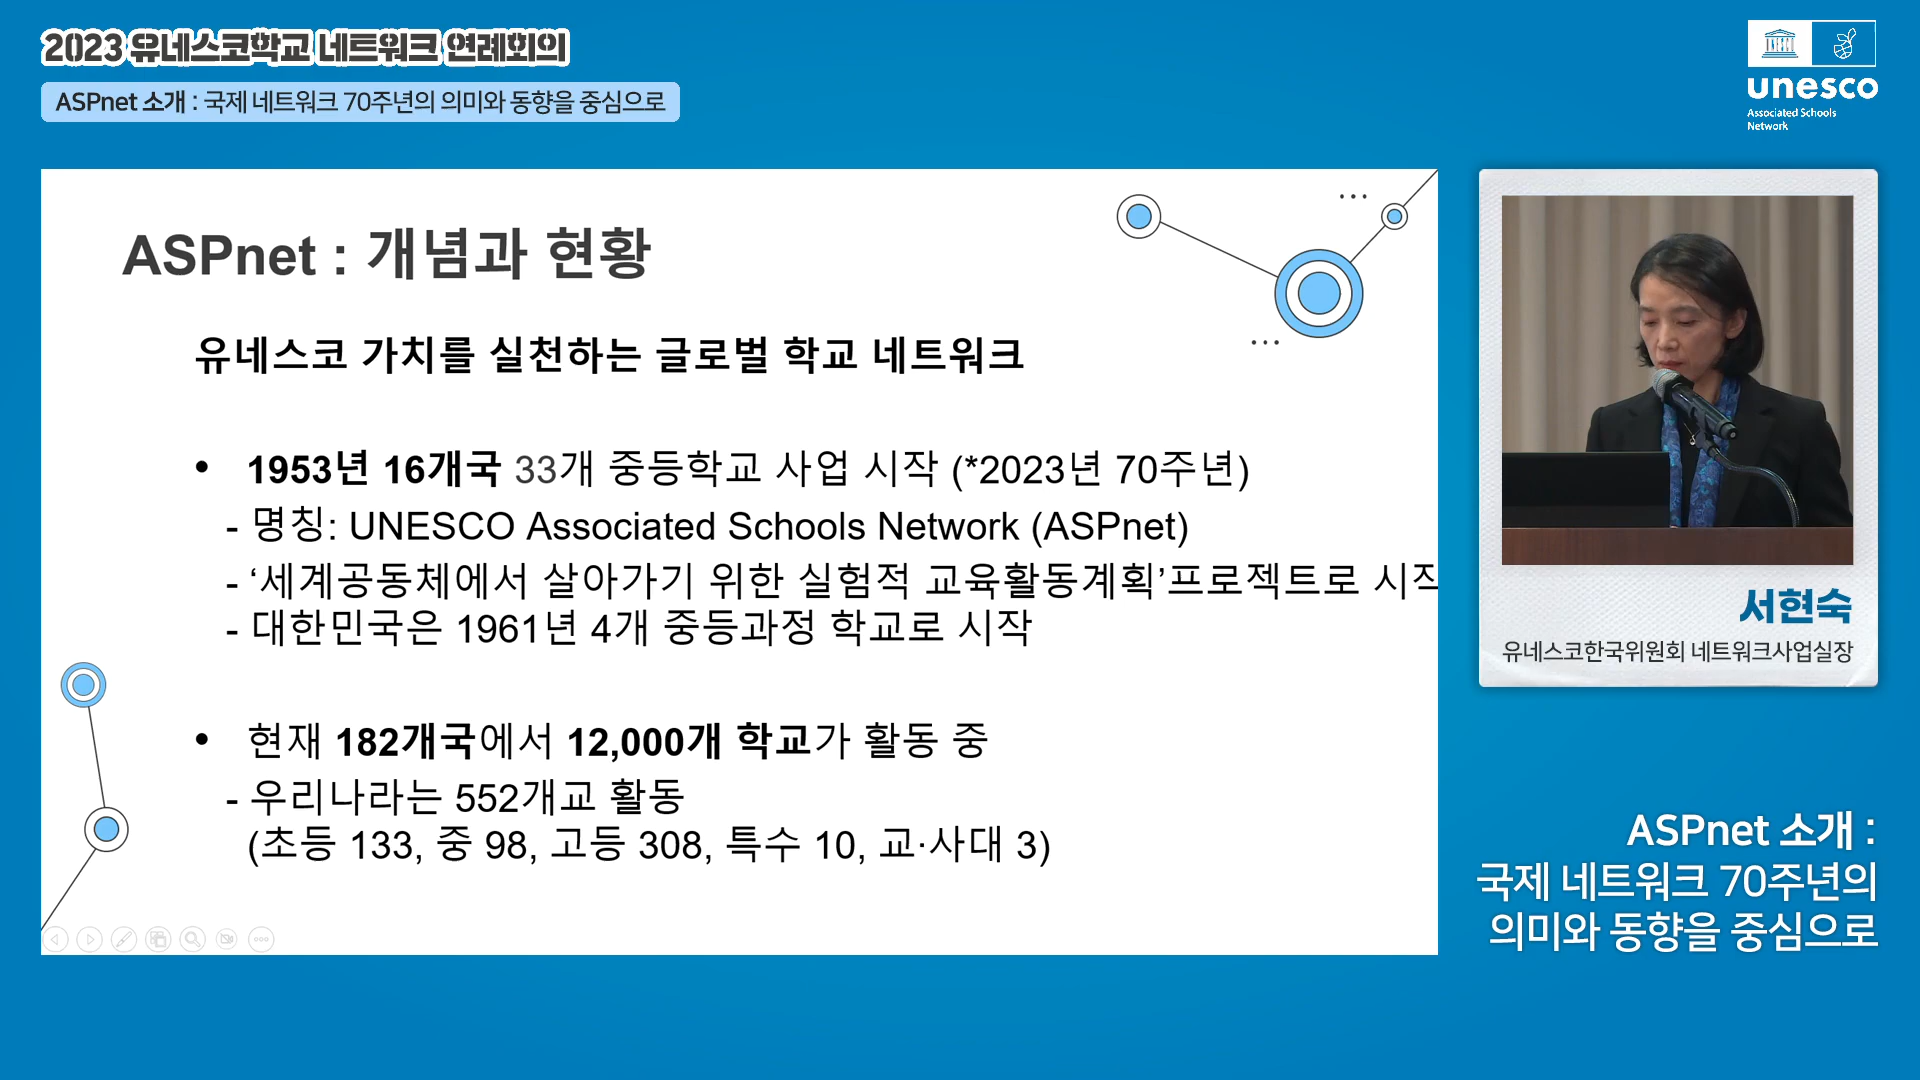 2023 유네스코학교 네트워크 연례회의
ASPnet 소개 : 국제 네트워크 70주년의 의미와 동향을 중심으로
unesco
Associated Schools
Network
ASPnet : 개념과 현황
유네스코 가치를 실천하는 글로벌 학교 네트워크
• 1953년 16개국 33개 중등학교 사업 시작 (*2023년 70주년)
- 명칭: UNESCO Associated Schools Network (ASPnet)
- ‘세계공동체에서 살아가기 위한 실험적 교육활동계획’프로젝트로 시작
- 대한민국은 1961년 4개 중등과정 학교로 시작
• 현재 182개국에서 12,000개 학교가 활동 중
- 우리나라는 552개교 활동
(초등 133, 중 98, 고등 308, 특수 10, 교·사대 3)
서현숙
유네스코한국위원회 네트워크사업실장
ASPnet 소개 :
국제 네트워크 70주년의
의미와 동향을 중심으로